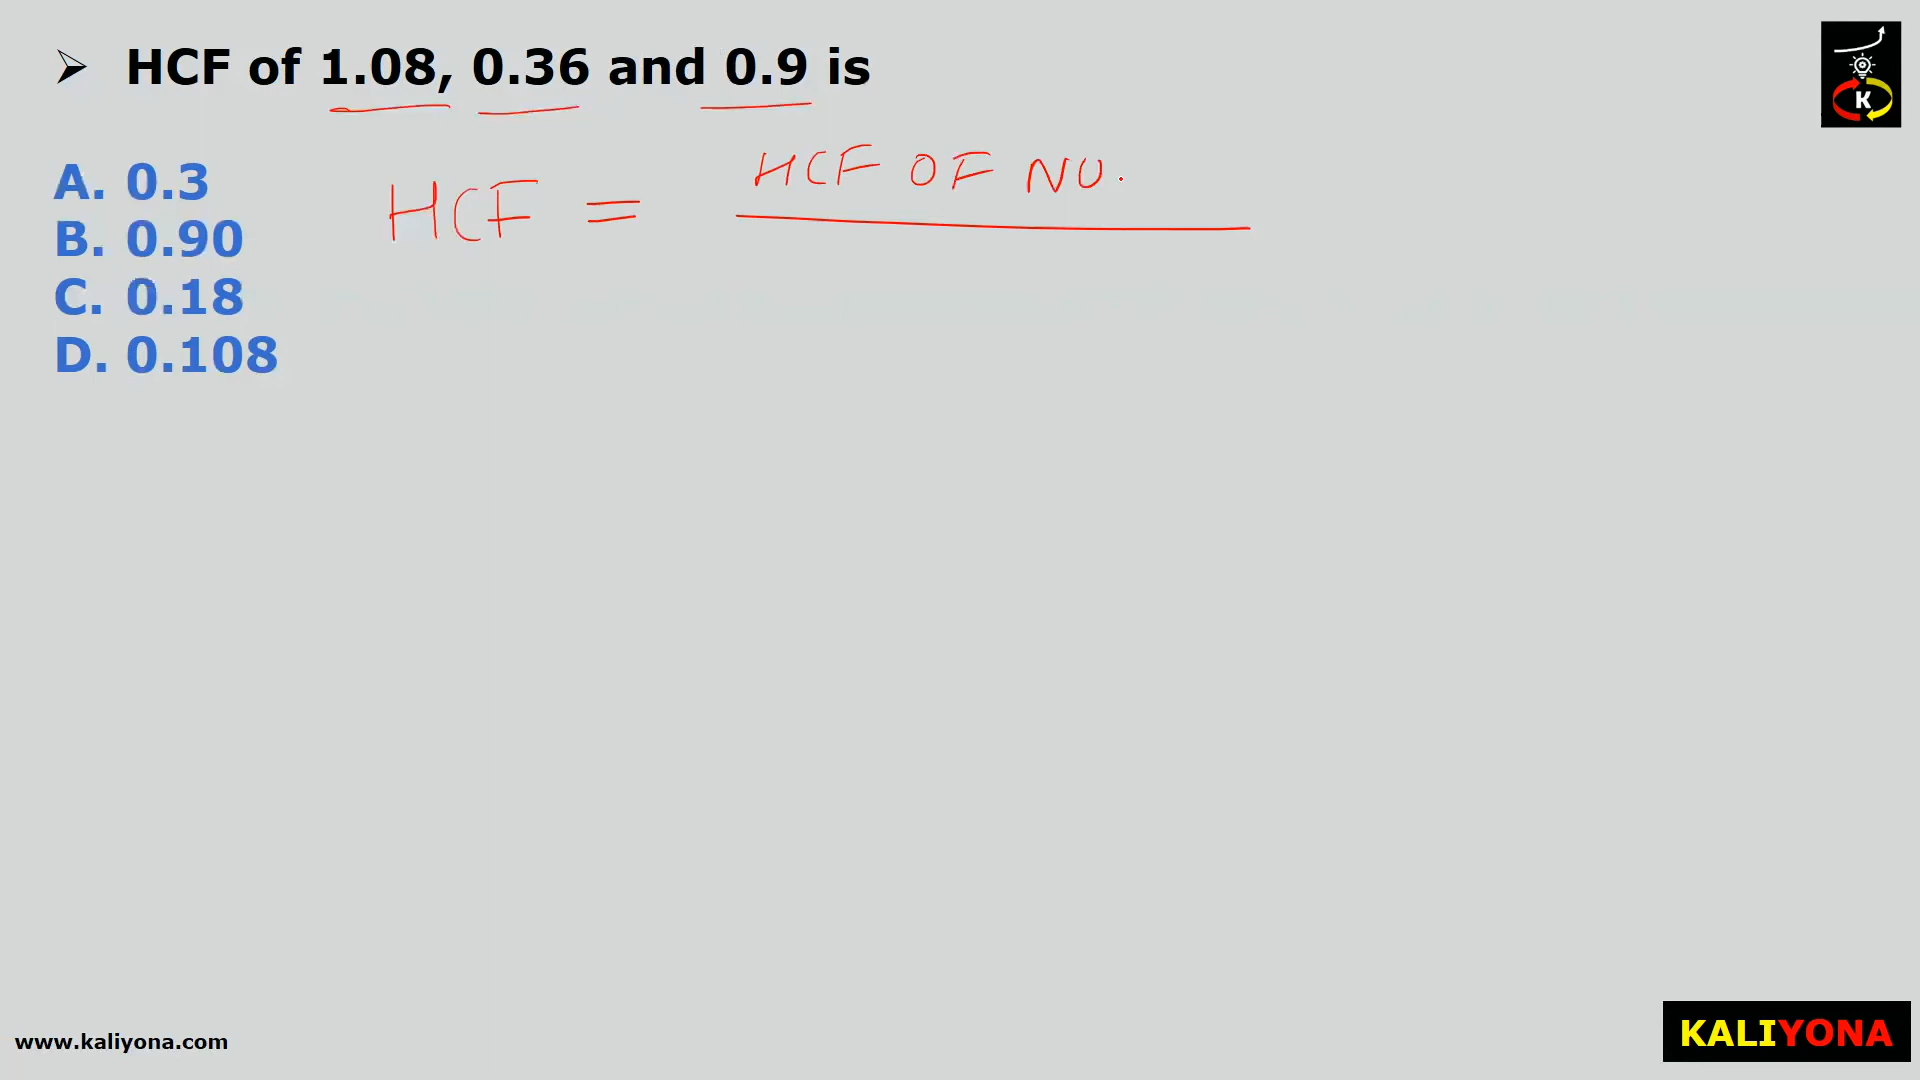 ➢ HCF of 1.08, 0.36 and 0.9 is
A. 0.3
B. 0.90
C. 0.18
D. 0.108
HCF = HCF OF NU.
K
www.kaliyona.com
KALIYONA